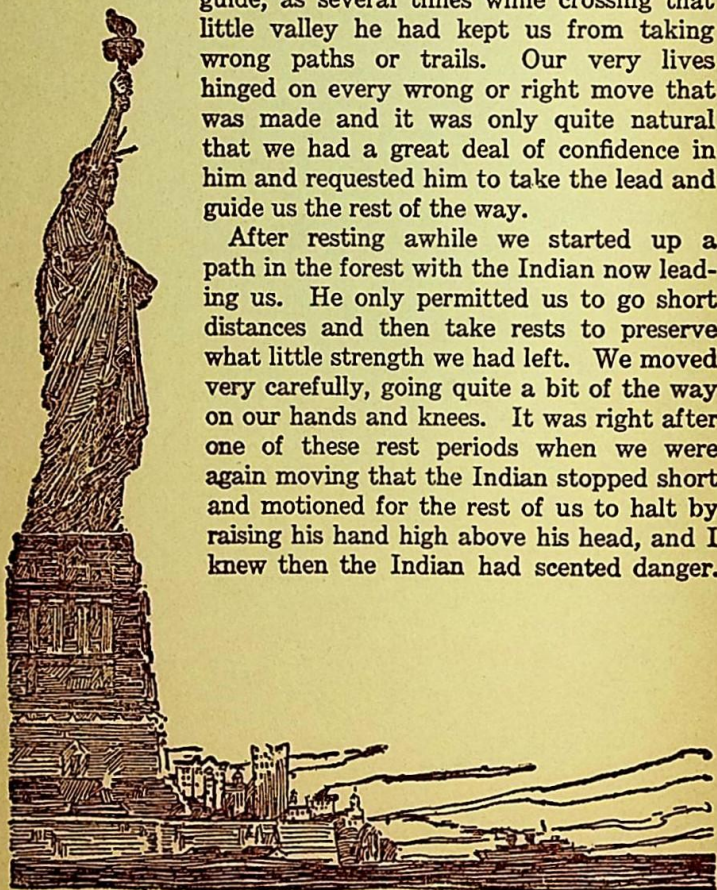 guide, as several times while crossing that
little valley he had kept us from taking
wrong paths or trails. Our very lives
hinged on every wrong or right move that
was made and it was only quite natural
that we had a great deal of confidence in
him and requested him to take the lead and
guide us the rest of the way.
After resting awhile we started up a
path in the forest with the Indian now lead-
ing us. He only permitted us to go short
distances and then take rests to preserve
what little strength we had left. We moved
very carefully, going quite a bit of the way
on our hands and knees. It was right after
one of these rest periods when we were
again moving that the Indian stopped short
and motioned for the rest of us to halt by
raising his hand high above his head, and I
knew then the Indian had scented danger.